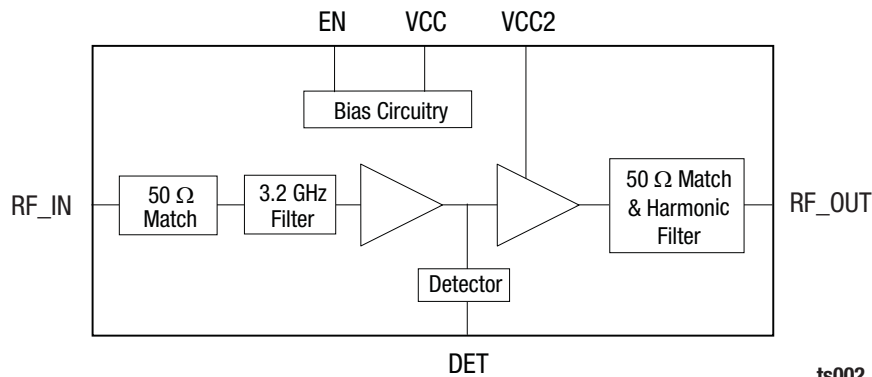 EN VCC VCC2
Bias Circuitry
RF_IN
50 Ω
Match
3.2 GHz
Filter
50 Ω Match
& Harmonic
Filter
RF_OUT
Detector
DET
ts002